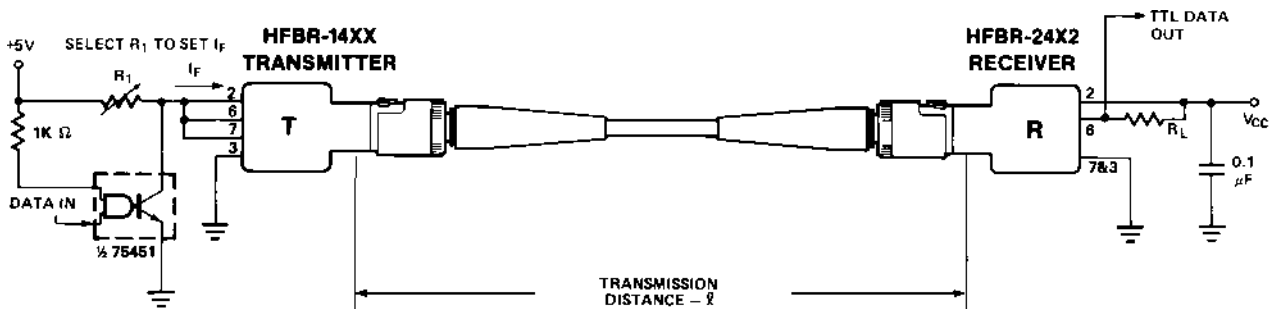 +5V
SELECT R1 TO SET IF
R1
IF
1K Ω
DATA IN
½ 75451
HFBR-14XX
TRANSMITTER
2
6
7
3
T
TRANSMISSION
DISTANCE – ℓ
HFBR-24X2
RECEIVER
R
2
6
7&3
TTL DATA
OUT
RL
VCC
0.1
µF